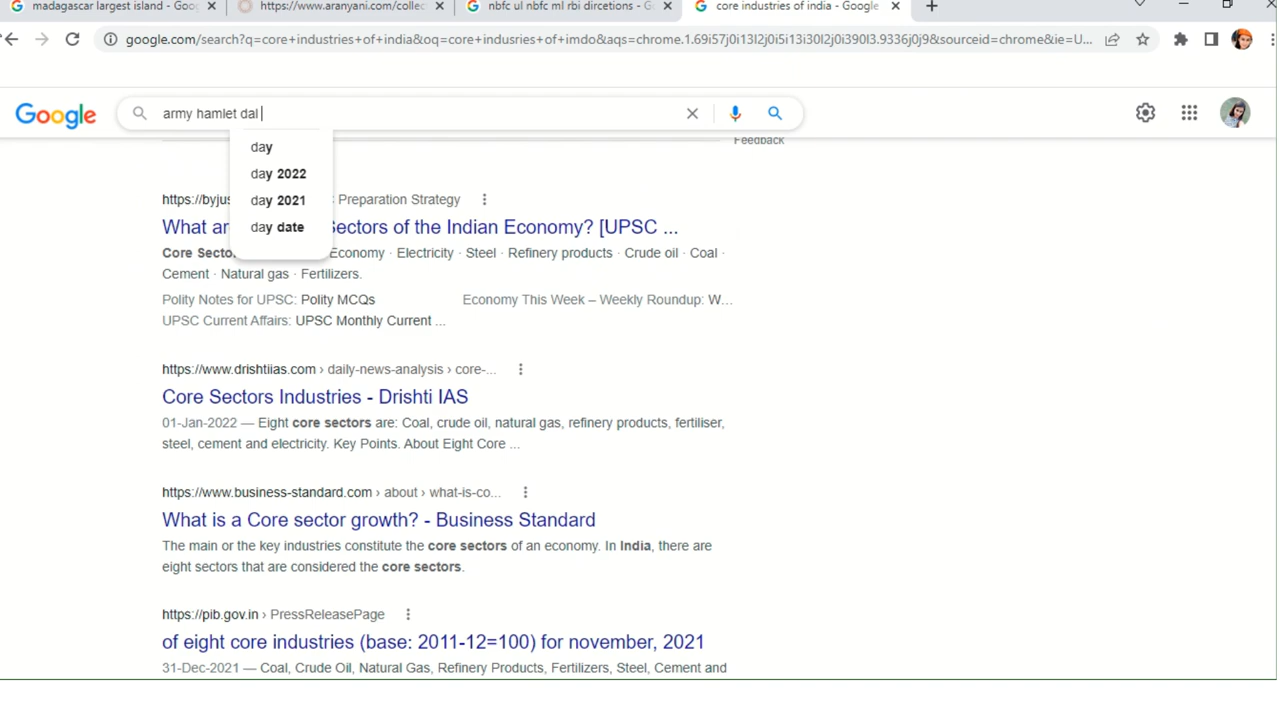 madagascar largest island - Goog
https://www.aranyani.com/collec
nbfc ul nbfc ml rbi dircetions - G
core industries of india - Google
google.com/search?q=core+industries+of+india&oq=core+indusries+of+imdo&aqs=chrome.1.69i57j0i13l2j0i5i13i30l2j0i390l3.9336j0j9&sourceid=chrome&ie=U...
Google
army hamlet dal
day
day 2022
day 2021
day date
Feedback
https://byjus
Preparation Strategy
What are
Sectors of the Indian Economy? [UPSC ...
Core Secto
Economy · Electricity · Steel · Refinery products · Crude oil · Coal ·
Cement · Natural gas · Fertilizers.
Polity Notes for UPSC: Polity MCQs
Economy This Week – Weekly Roundup: W...
UPSC Current Affairs: UPSC Monthly Current ...
https://www.drishtiias.com › daily-news-analysis › core-...
Core Sectors Industries - Drishti IAS
01-Jan-2022 — Eight core sectors are: Coal, crude oil, natural gas, refinery products, fertiliser,
steel, cement and electricity. Key Points. About Eight Core ...
https://www.business-standard.com › about › what-is-co...
What is a Core sector growth? - Business Standard
The main or the key industries constitute the core sectors of an economy. In India, there are
eight sectors that are considered the core sectors.
https://pib.gov.in › PressReleasePage
of eight core industries (base: 2011-12=100) for november, 2021
31-Dec-2021 — Coal, Crude Oil, Natural Gas, Refinery Products, Fertilizers, Steel, Cement and